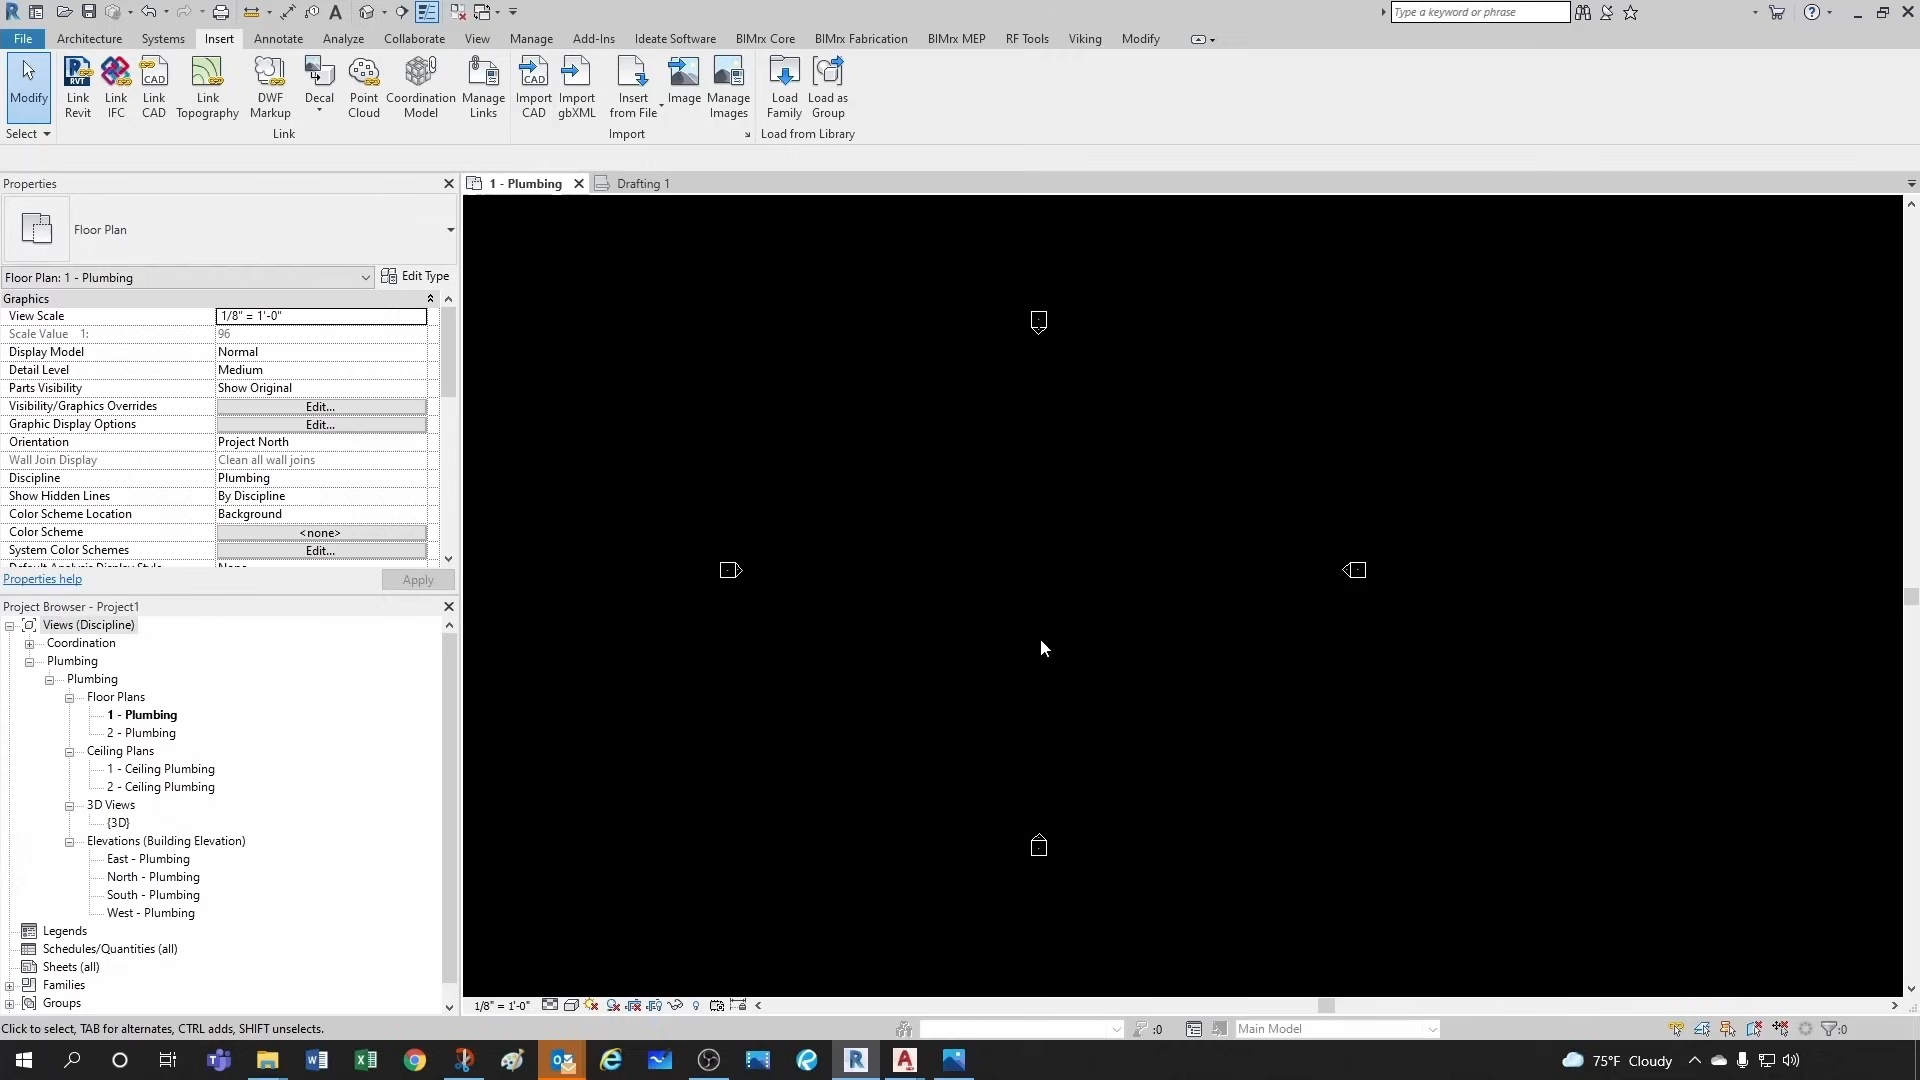 Type a keyword or phrase
File Architecture Systems Insert Annotate Analyze Collaborate View Manage Add-Ins Ideate Software BIMrx Core BIMrx Fabrication BIMrx MEP RF Tools Viking Modify
Modify
Link Revit
Link IFC
Link CAD
Link Topography
DWF Markup
Decal
Point Cloud
Coordination Model
Manage Links
Import CAD
Import gbXML
Insert from File
Image
Manage Images
Load Family
Load as Group
Select Link Import Load from Library
Properties
1 - Plumbing
Drafting 1
Floor Plan
Floor Plan: 1 - Plumbing
Edit Type
Graphics
View Scale 1/8" = 1'-0"
Scale Value 1: 96
Display Model Normal
Detail Level Medium
Parts Visibility Show Original
Visibility/Graphics Overrides Edit...
Graphic Display Options Edit...
Orientation Project North
Wall Join Display Clean all wall joins
Discipline Plumbing
Show Hidden Lines By Discipline
Color Scheme Location Background
Color Scheme <none>
System Color Schemes Edit...
Properties help
Apply
Project Browser - Project1
Views (Discipline)
Coordination
Plumbing
Plumbing
Floor Plans
1 - Plumbing
2 - Plumbing
Ceiling Plans
1 - Ceiling Plumbing
2 - Ceiling Plumbing
3D Views
{3D}
Elevations (Building Elevation)
East - Plumbing
North - Plumbing
South - Plumbing
West - Plumbing
Legends
Schedules/Quantities (all)
Sheets (all)
Families
Groups
1/8" = 1'-0"
Click to select, TAB for alternates, CTRL adds, SHIFT unselects.
:0
Main Model
:0
75°F Cloudy